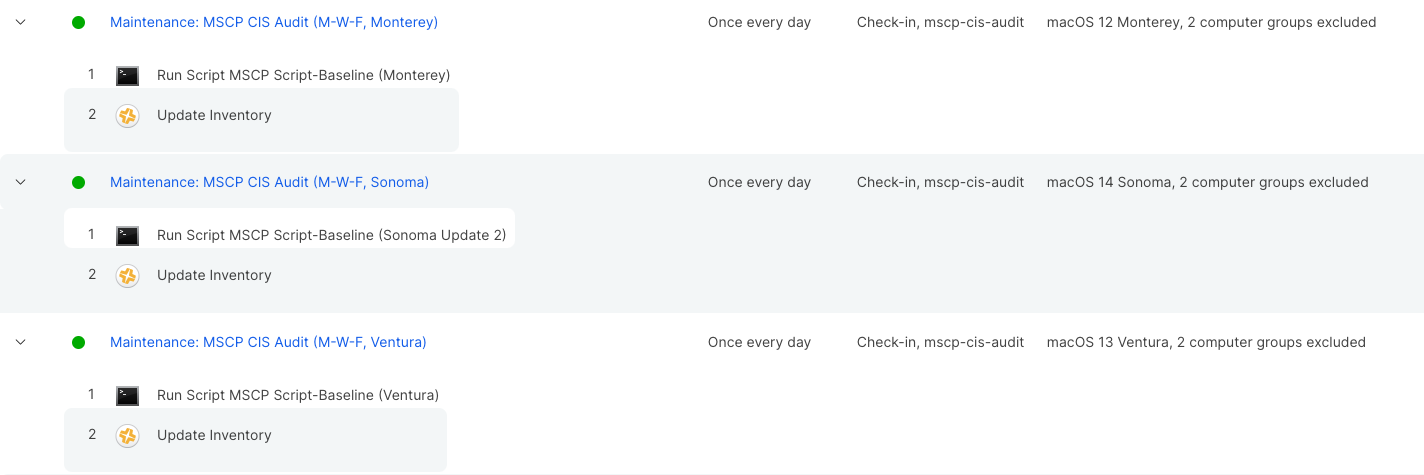 Maintenance: MSCP CIS Audit (M-W-F, Monterey) Once every day Check-in, mscp-cis-audit macOS 12 Monterey, 2 computer groups excluded
1 Run Script MSCP Script-Baseline (Monterey)
2 Update Inventory
Maintenance: MSCP CIS Audit (M-W-F, Sonoma) Once every day Check-in, mscp-cis-audit macOS 14 Sonoma, 2 computer groups excluded
1 Run Script MSCP Script-Baseline (Sonoma Update 2)
2 Update Inventory
Maintenance: MSCP CIS Audit (M-W-F, Ventura) Once every day Check-in, mscp-cis-audit macOS 13 Ventura, 2 computer groups excluded
1 Run Script MSCP Script-Baseline (Ventura)
2 Update Inventory